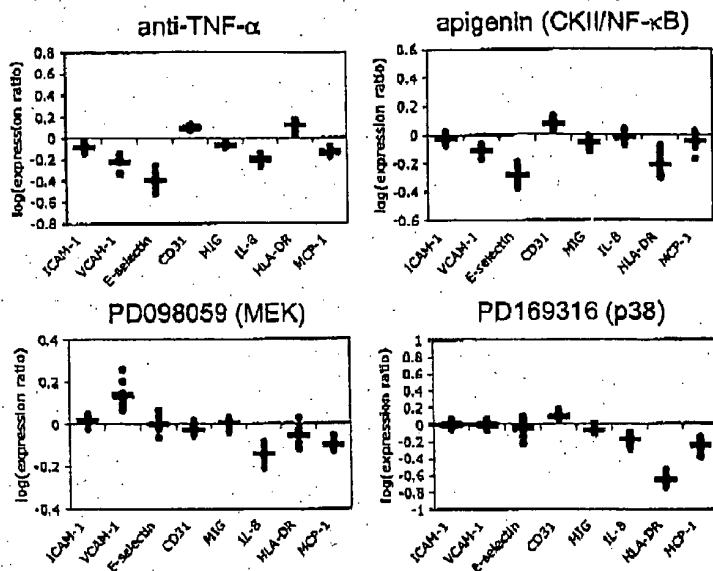 anti-TNF-α
log(expression ratio)
0.8
0.6
0.4
0.2
0
-0.2
-0.4
-0.6
-0.8
ICAM-1
VCAM-1
E-selectin
CD31
MIG
IL-8
HLA-DR
MCP-1
apigenin (CKII/NF-κB)
log(expression ratio)
0.6
0.4
0.2
0
-0.2
-0.4
-0.6
ICAM-1
VCAM-1
E-selectin
CD31
MIG
IL-8
HLA-DR
MCP-1
PD098059 (MEK)
log(expression ratio)
0.4
0.2
0
-0.2
-0.4
ICAM-1
VCAM-1
E-selectin
CD31
MIG
IL-8
HLA-DR
MCP-1
PD169316 (p38)
log(expression ratio)
1
0.8
0.6
0.4
0.2
0
-0.2
-0.4
-0.6
-0.8
-1
ICAM-1
VCAM-1
E-selectin
CD31
MIG
IL-8
HLA-DR
MCP-1